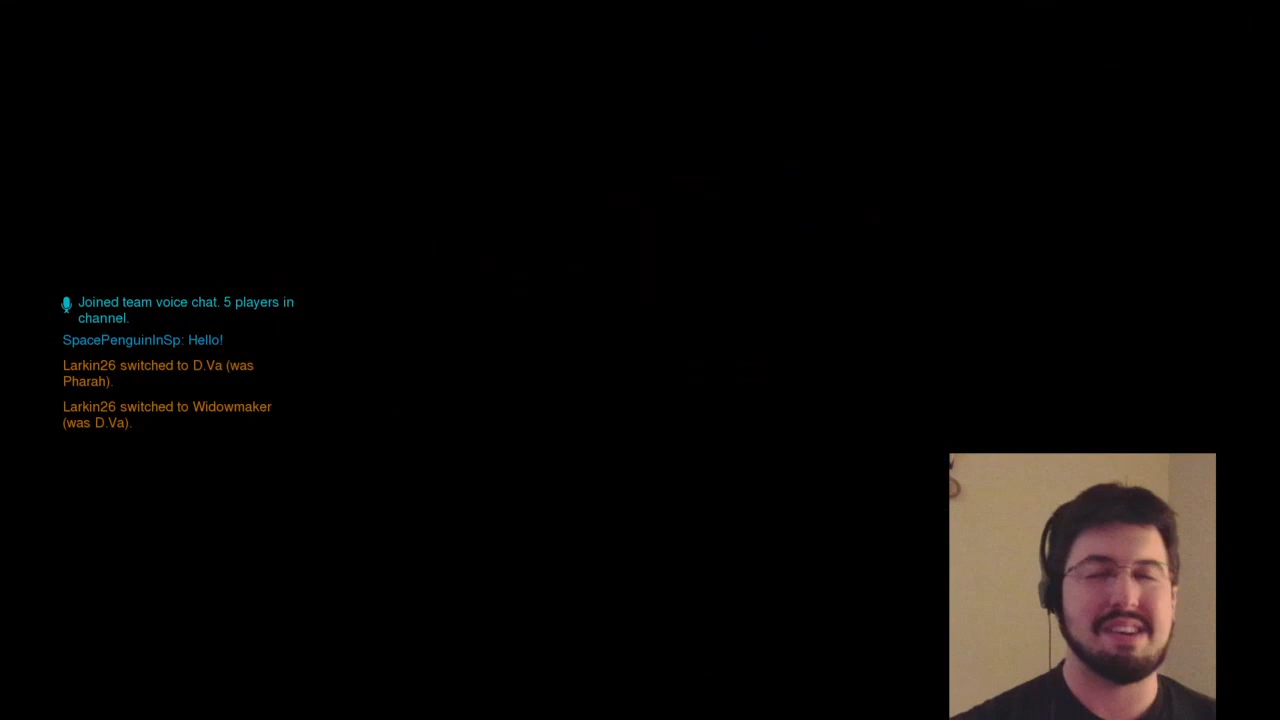 Joined team voice chat. 5 players in
channel.
SpacePenguinInSp: Hello!
Larkin26 switched to D.Va (was
Pharah).
Larkin26 switched to Widowmaker
(was D.Va).